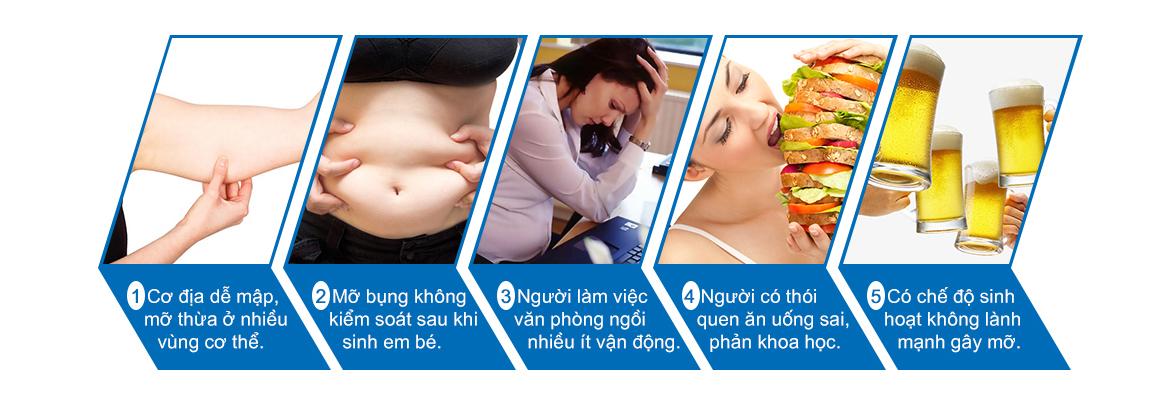 1 Cơ địa dễ mập,
mỡ thừa ở nhiều
vùng cơ thể.
2 Mỡ bụng không
kiểm soát sau khi
sinh em bé.
3 Người làm việc
văn phòng ngồi
nhiều ít vận động.
4 Người có thói
quen ăn uống sai,
phản khoa học.
5 Có chế độ sinh
hoạt không lành
mạnh gây mỡ.